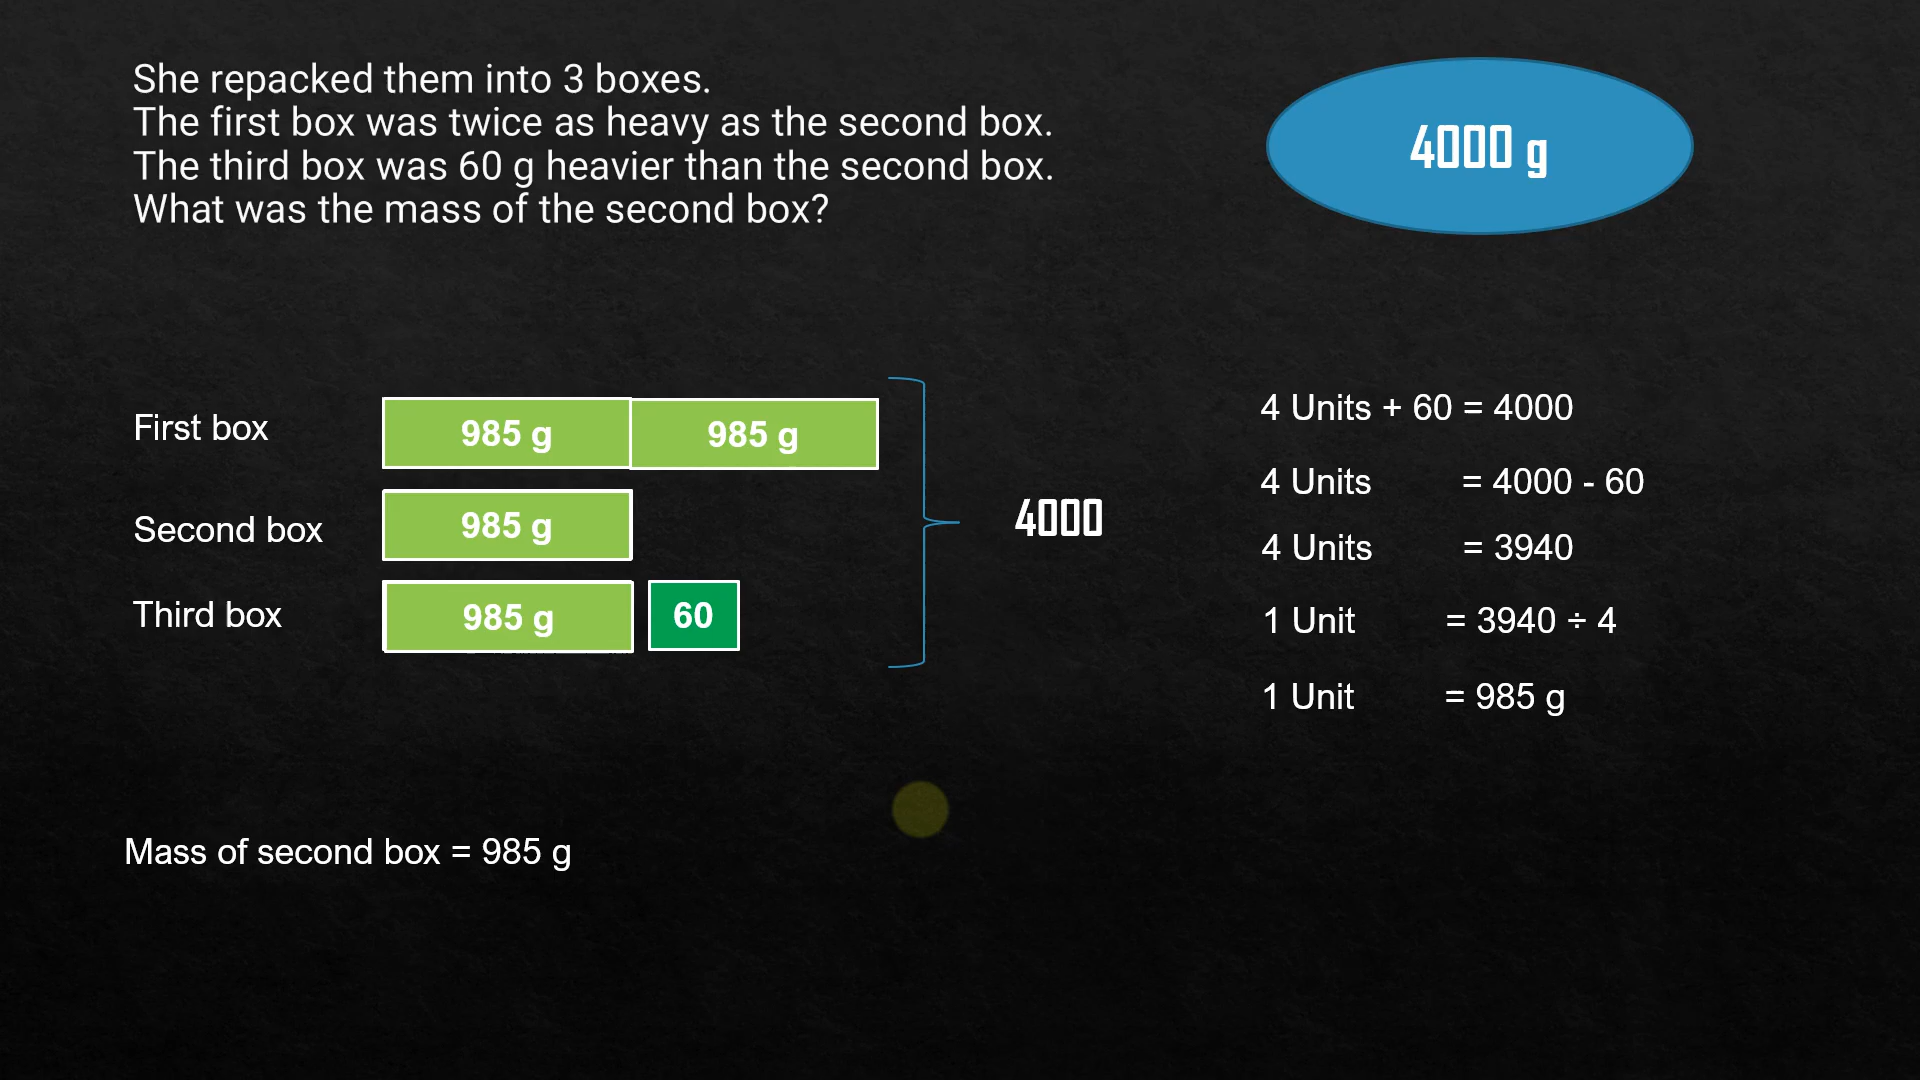 She repacked them into 3 boxes.
The first box was twice as heavy as the second box.
The third box was 60 g heavier than the second box.
What was the mass of the second box?
4000 g
First box
985 g
985 g
Second box
985 g
Third box
985 g
60
4000
4 Units + 60 = 4000
4 Units = 4000 - 60
4 Units = 3940
1 Unit = 3940 ÷ 4
1 Unit = 985 g
Mass of second box = 985 g